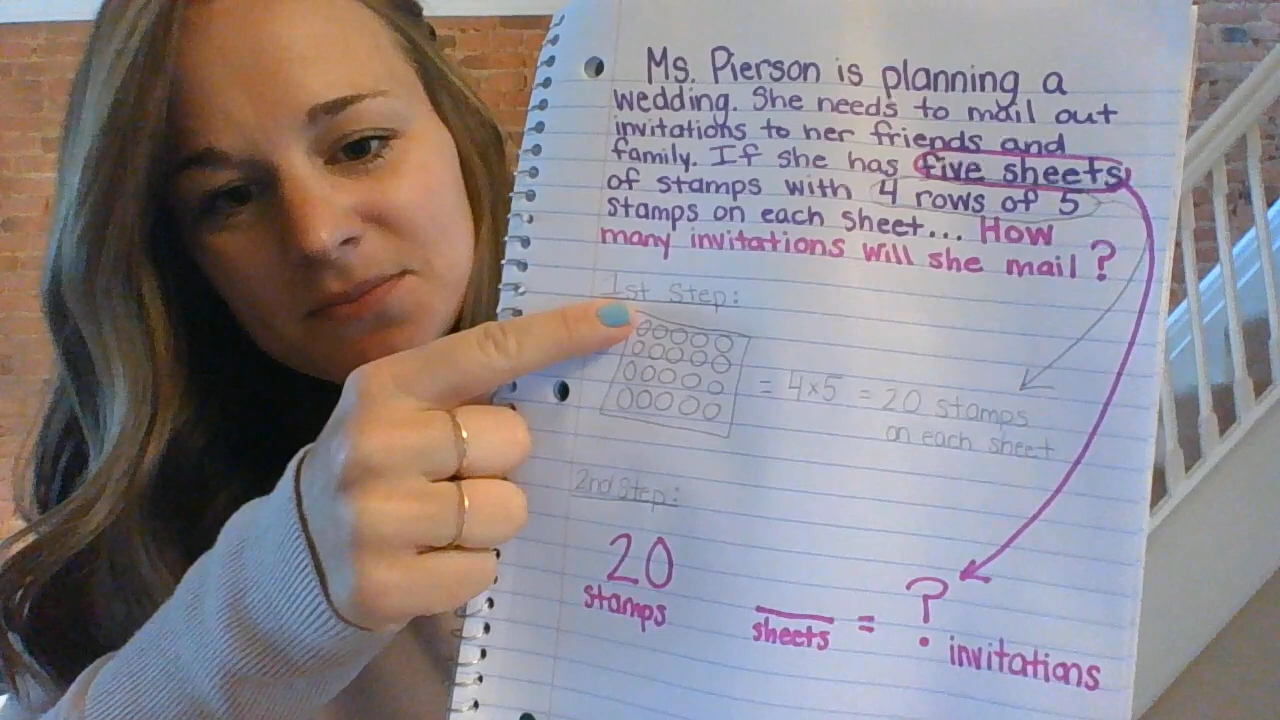 Ms. Pierson is planning a
wedding. She needs to mail out
invitations to her friends and
family. If she has five sheets
of stamps with 4 rows of 5
stamps on each sheet... How
many invitations will she mail?
1st Step:
= 4x5 = 20 stamps
on each sheet
2nd Step:
20
stamps
sheets = ? invitations